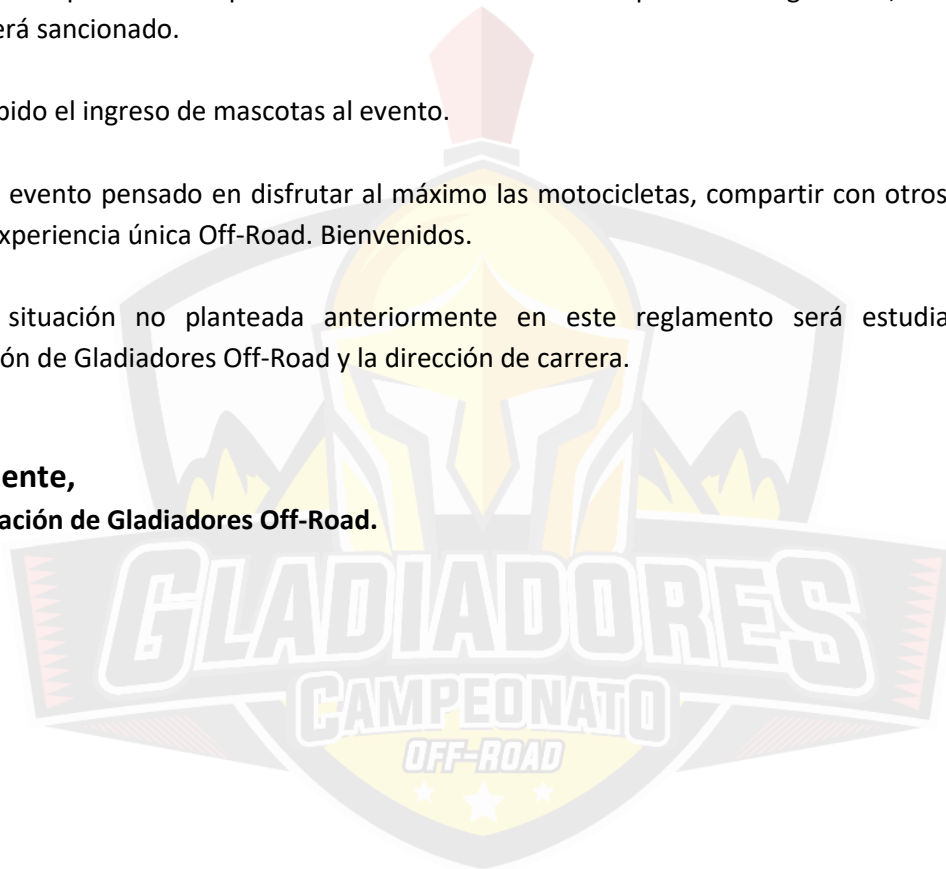 erá sancionado.
bido el ingreso de mascotas al evento.
evento pensado en disfrutar al máximo las motocicletas, compartir con otros
xperiencia única Off-Road. Bienvenidos.
situación no planteada anteriormente en este reglamento será estudia
ón de Gladiadores Off-Road y la dirección de carrera.
ente,
ación de Gladiadores Off-Road.
GLADIADORES
CAMPEONATO
OFF-ROAD